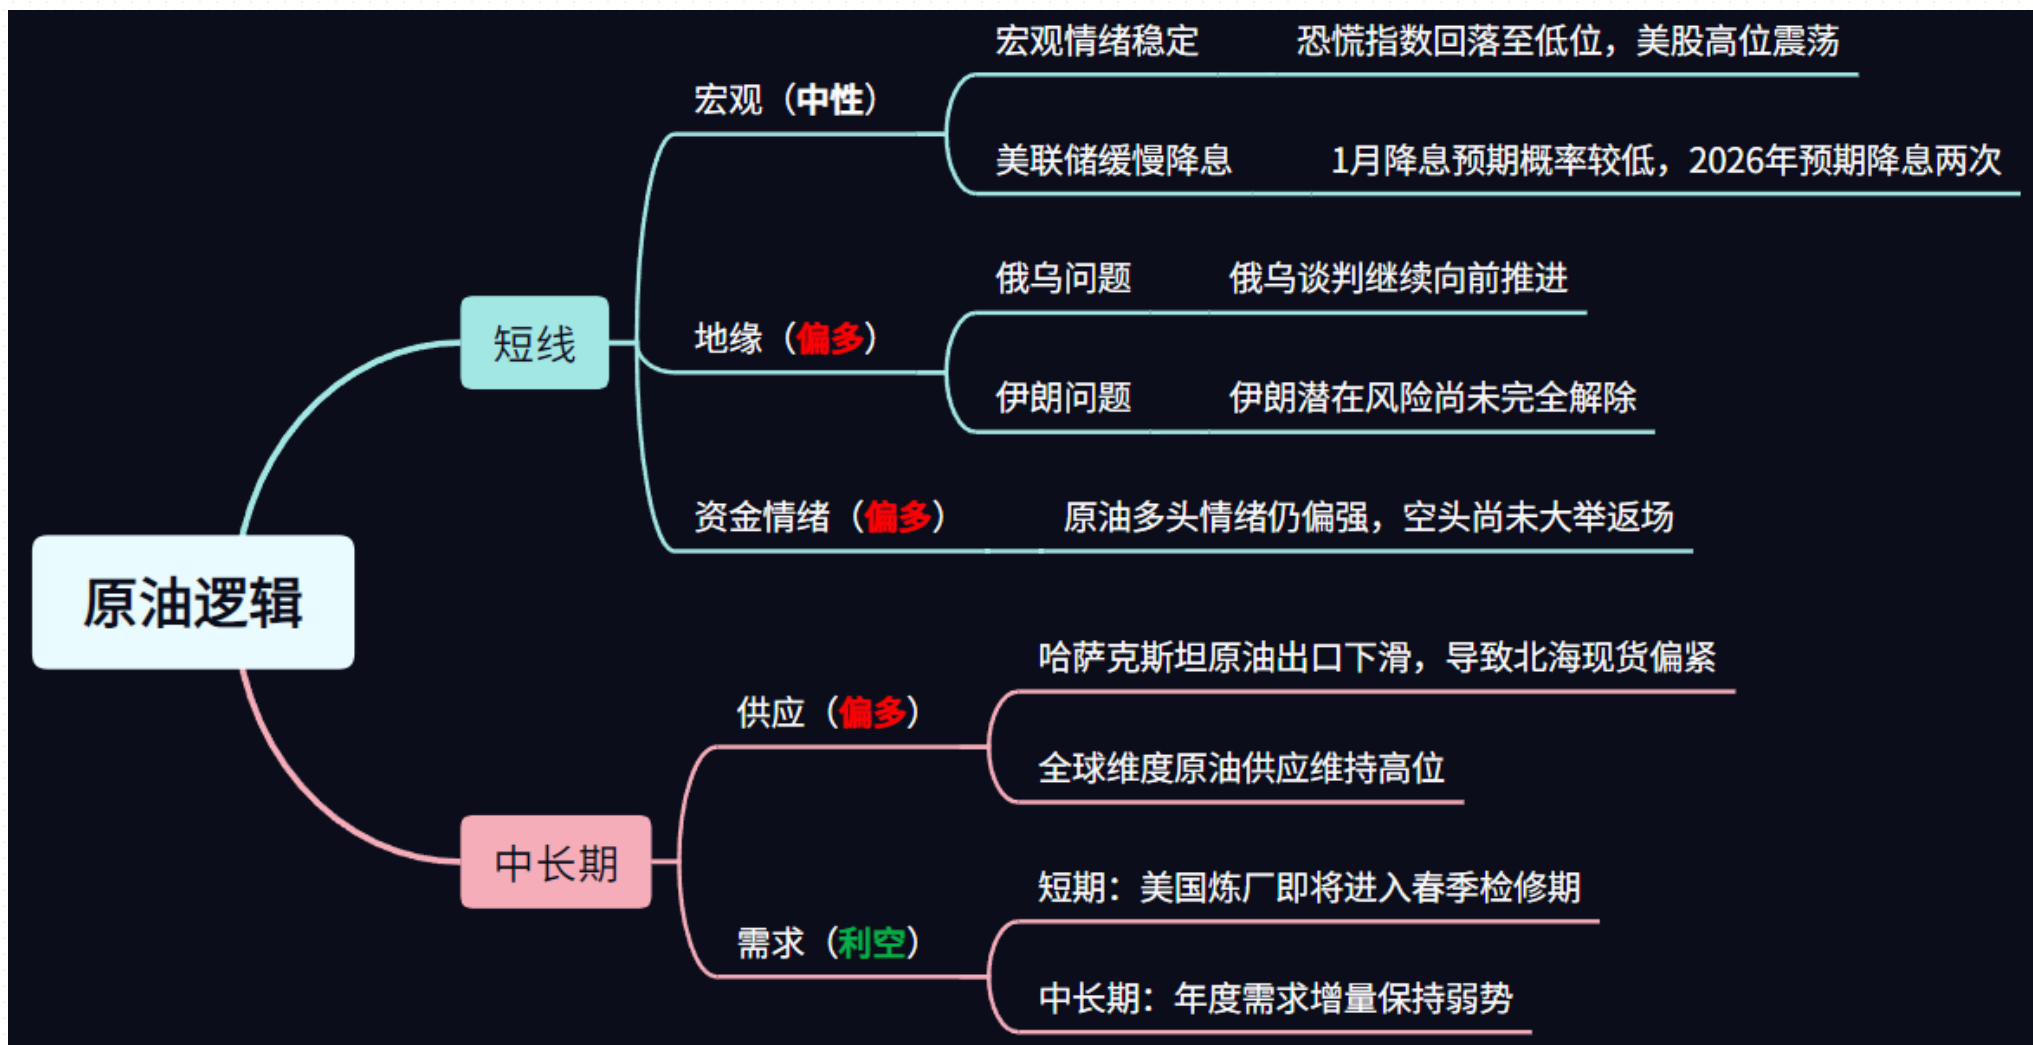 原油逻辑
短线
宏观（中性）
宏观情绪稳定
恐慌指数回落至低位，美股高位震荡
美联储缓慢降息
1月降息预期概率较低，2026年预期降息两次
地缘（偏多）
俄乌问题
俄乌谈判继续向前推进
伊朗问题
伊朗潜在风险尚未完全解除
资金情绪（偏多）
原油多头情绪仍偏强，空头尚未大举返场
中长期
供应（偏多）
哈萨克斯坦原油出口下滑，导致北海现货偏紧
全球维度原油供应维持高位
需求（利空）
短期：美国炼厂即将进入春季检修期
中长期：年度需求增量保持弱势